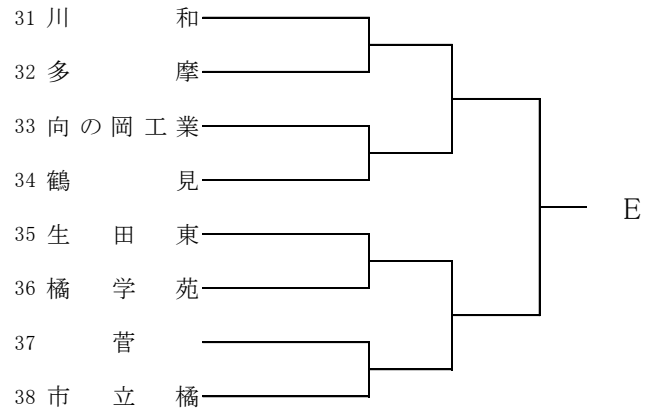 31 川和
32 多摩
33 向の岡工業
34 鶴見
35 生田東
36 橘学苑
37 菅
38 市立橘
E